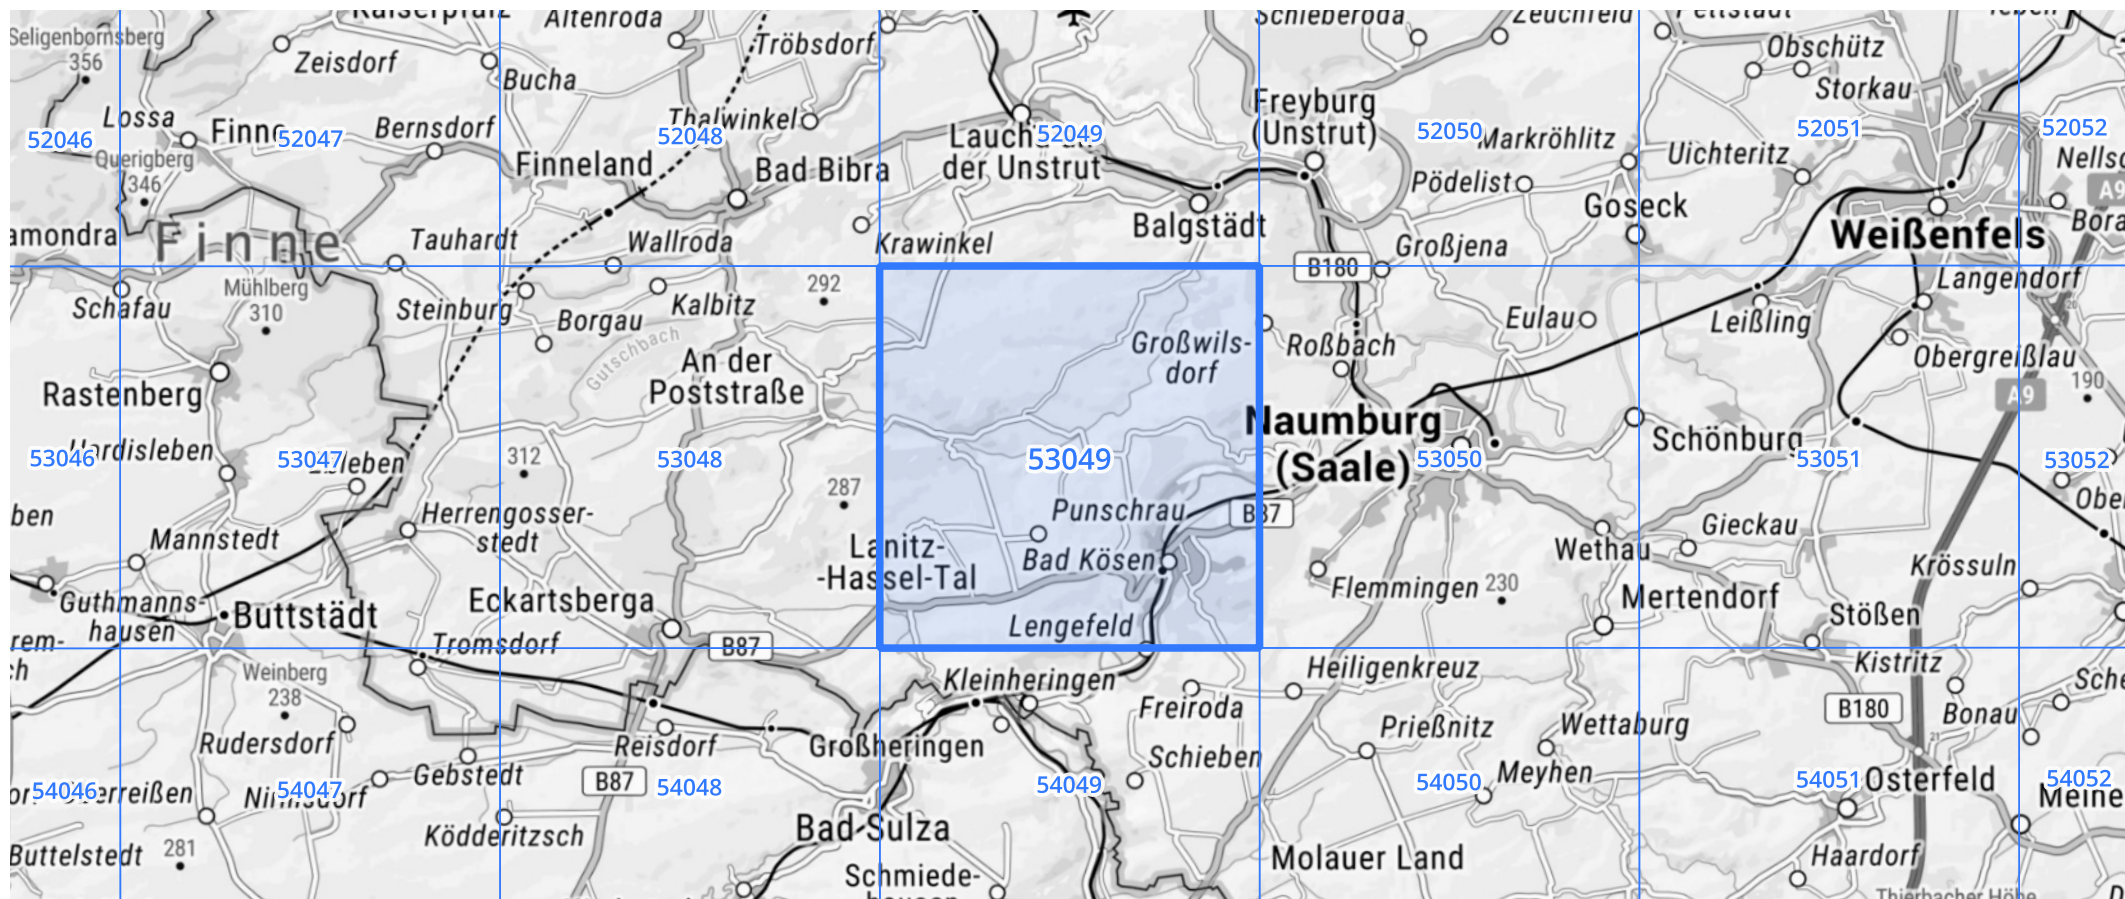 Altenroda
Zeuchfeld
Seligenbornsberg
356
Zeisdorf
Bucha
Tröbsdorf
Obschütz
Storkau
Lossa
Finne
Bernsdorf
Thalwinkel
Freyburg
(Unstrut)
52046
52047
52048
52049
52050
52051
52052
Markröhlitz
Querigberg
346
Finneland
Bad Bibra
der Unstrut
Pödelist
Uichteritz
A9
Goseck
Balgstädt
Weißenfels
Finne
Tauhardt
Wallroda
Krawinkel
Großjena
B180
Schafau
Mühlberg
310
Steinburg
Borgau
Kalbitz
292
Langendorf
20
Gutschbach
Großwils-
dorf
Roßbach
Eulau
Leißling
Obergreißlau
An der
Poststraße
Rastenberg
190
A9
Naumburg
(Saale)
Schönburg
53046
53047
53048
53049
53050
53051
53052
312
287
Herrengosser-
stedt
Punschrau
B87
Gieckau
Mannstedt
Lanitz-
-Hassel-Tal
Bad Kösen
Wethau
Krössuln
Flemmingen
230
Guthmanns-
hausen
Buttstädt
Eckartsberga
Lengefeld
Mertendorf
Stößen
Tromsdorf
B87
Weinberg
238
Kleinheringen
Heiligenkreuz
Kistritz
Freiroda
B180
Bonau
Rudersdorf
Reisdorf
Großheringen
Schieben
Prießnitz
Wettaburg
21
Gebstedt
B87
Meyhen
Osterfeld
54046
54047
54048
54049
54050
54051
54052
Ködderitzsch
Bad Sulza
Buttelstedt
281
Schmiede-
Molauer Land
Haardorf
Thierbacher Höhe